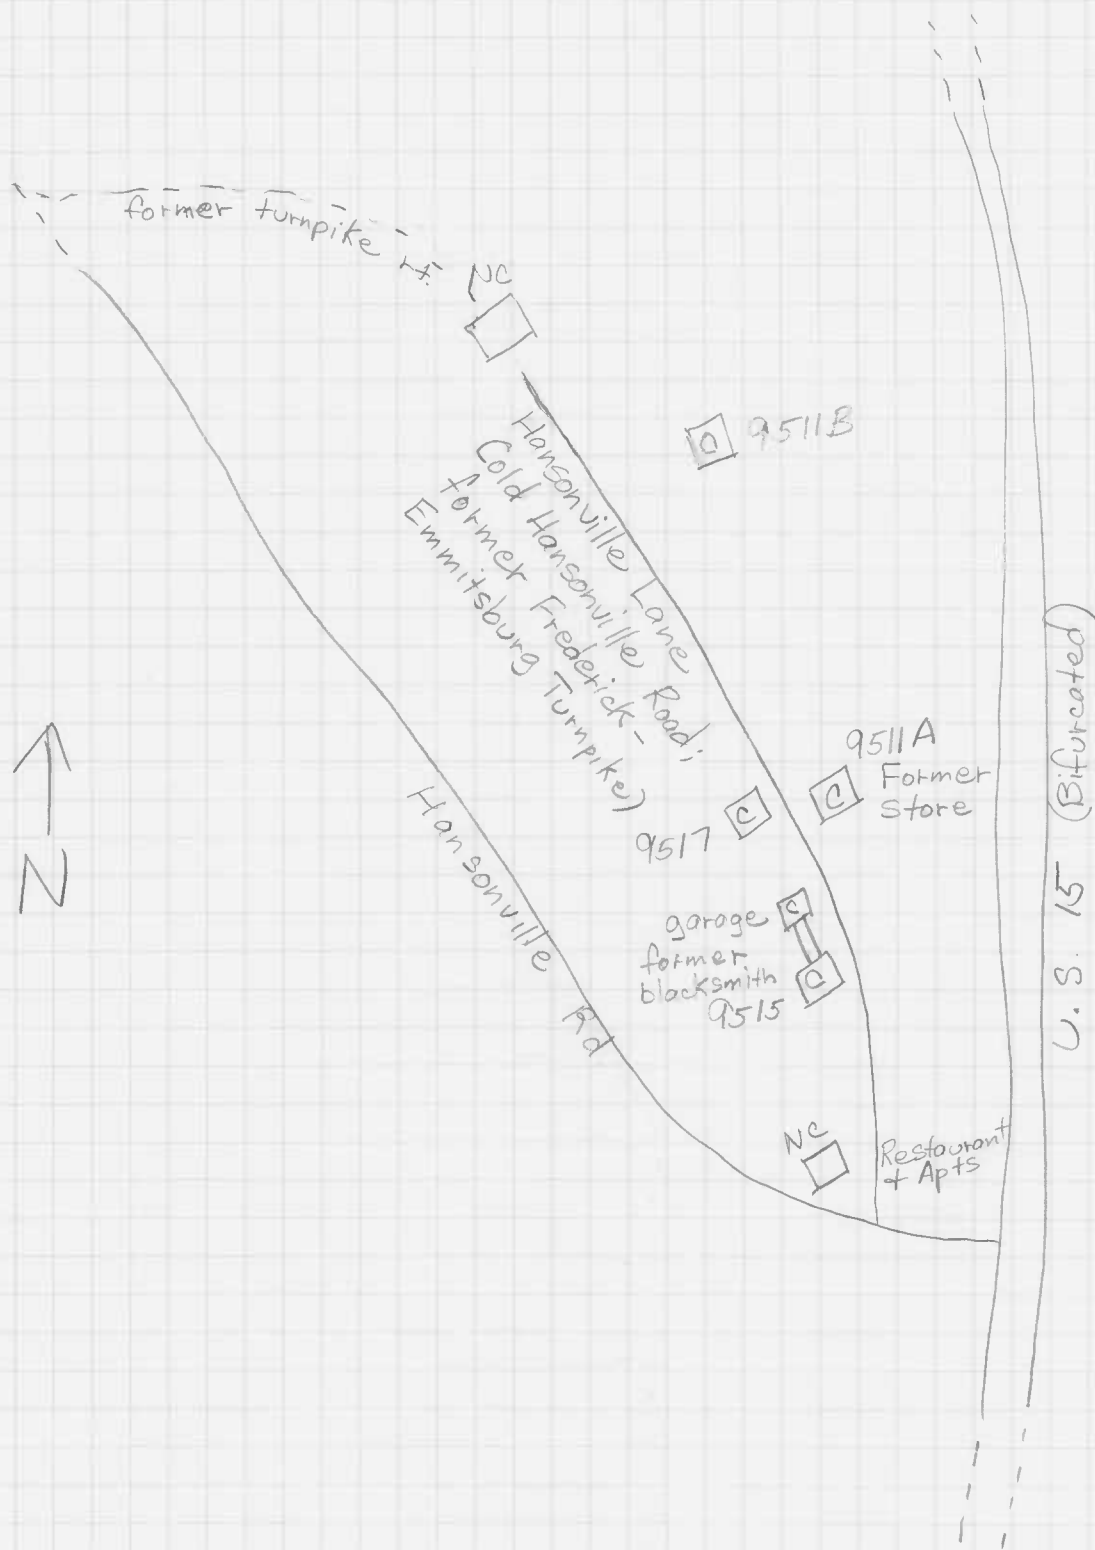 former turnpike rt.
NC
C 9511B
Hansonville Lane
(old Hansonville Road;
former Frederick-
Emmitsburg Turnpike)
9511A
Former
store
C
C
9517
C
garage
former
blacksmith
C
9515
Hansonville Rd
N
U.S. 15 (Bifurcated)
NC
Restaurant
+ Apts